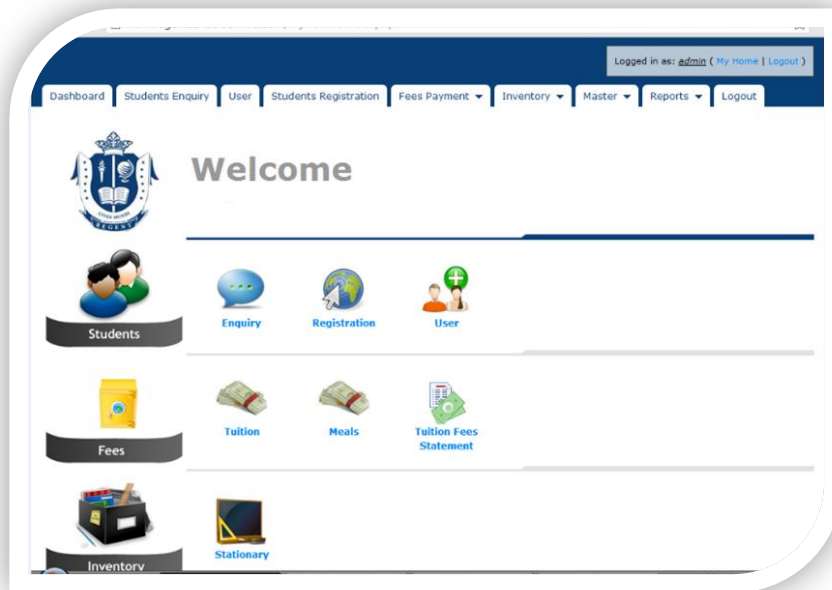 Logged in as: admin ( My Home | Logout )
Dashboard Students Enquiry User Students Registration Fees Payment Inventory Master Reports Logout
Welcome
REGENT
Students
Enquiry Registration User
Fees
Tuition Meals Tuition Fees
Statement
Inventory
Stationary